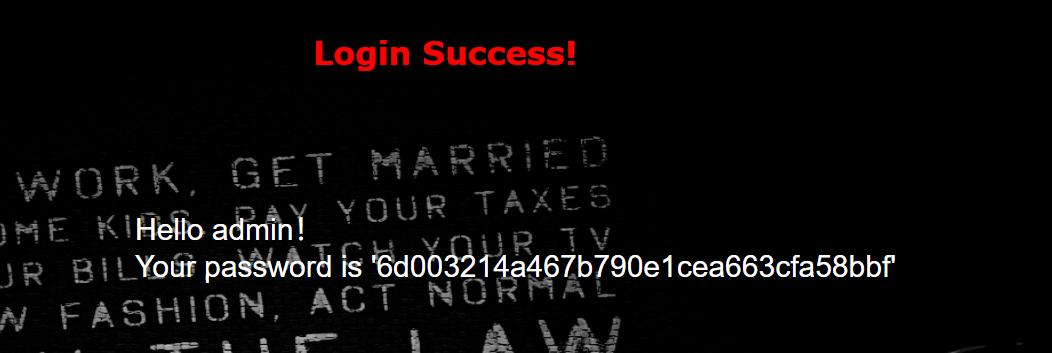 Login Success!
WORK, GET MARRIED
OME KIDS, PAY YOUR TAXES
Hello admin！
UR BILLS, WATCH YOUR TV
Your password is '6d003214a467b790e1cea663cfa58bbf'
W FASHION, ACT NORMAL
THE LAW